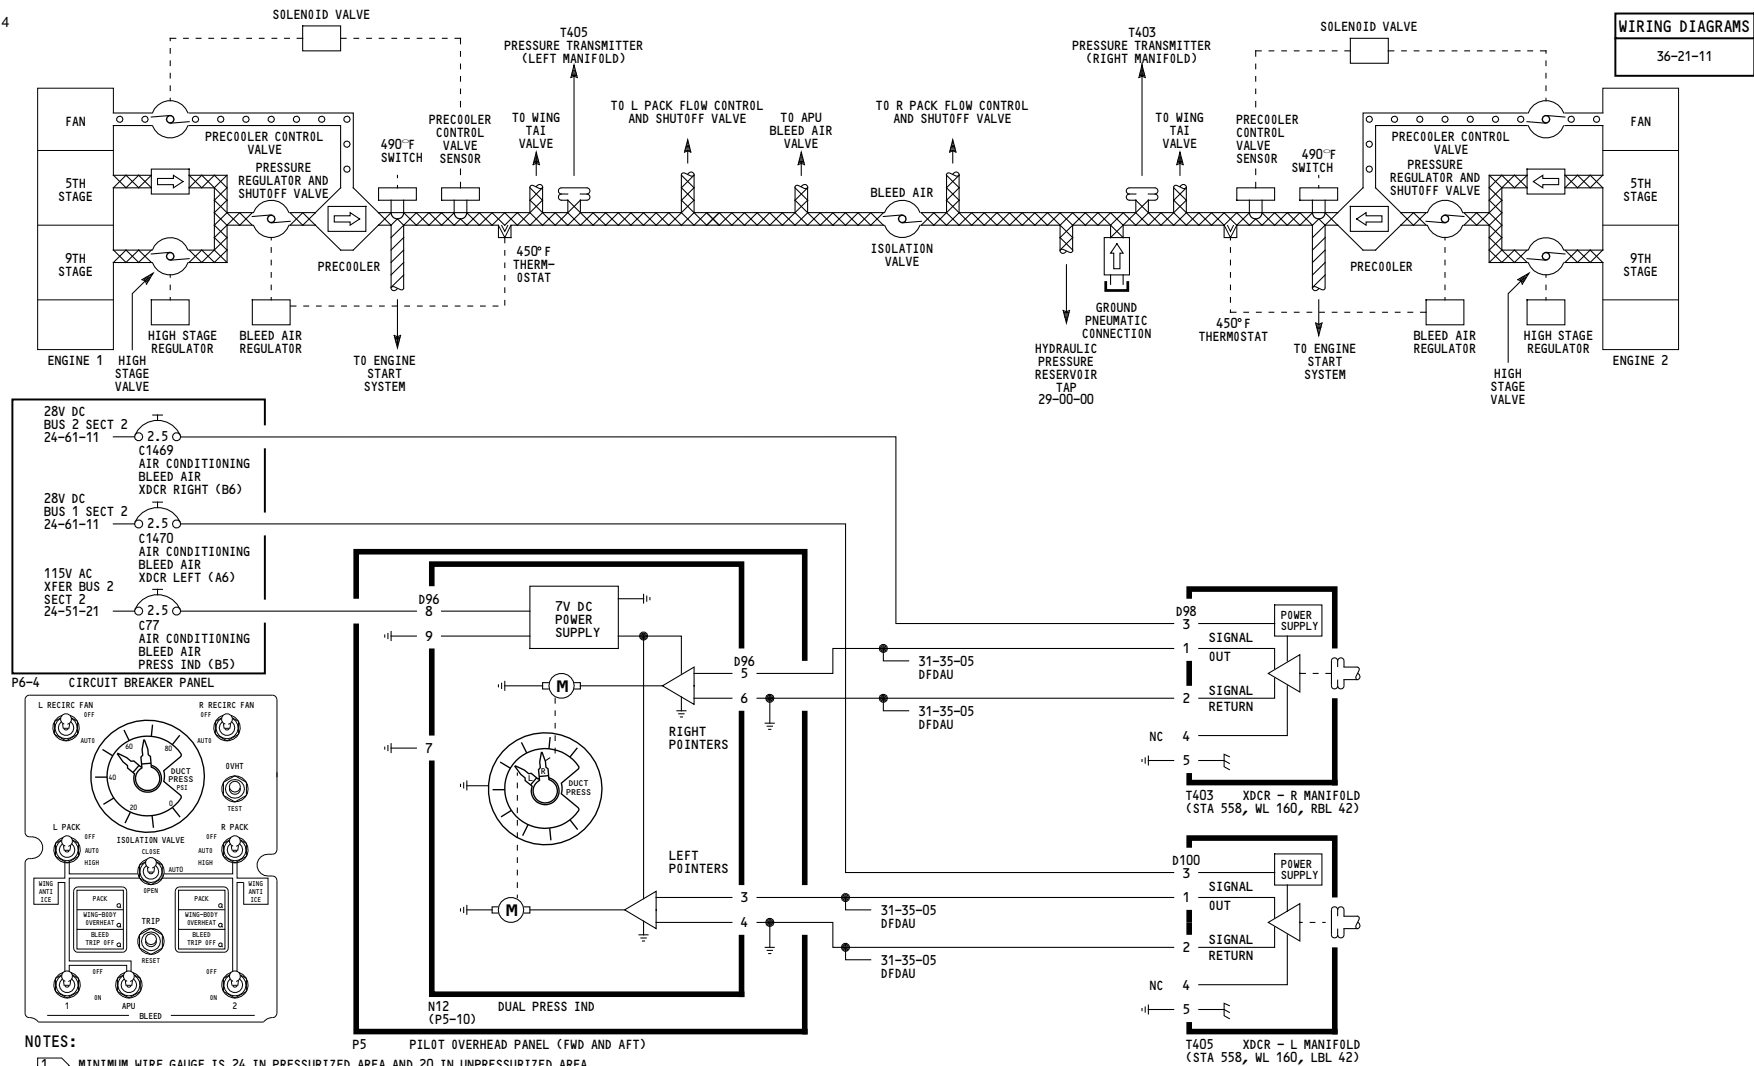 4
WIRING DIAGRAMS
36-21-11
SOLENOID VALVE
T405
PRESSURE TRANSMITTER
(LEFT MANIFOLD)
T403
PRESSURE TRANSMITTER
(RIGHT MANIFOLD)
SOLENOID VALVE
FAN
5TH
STAGE
9TH
STAGE
ENGINE 1
PRECOOLER CONTROL
VALVE
PRESSURE
REGULATOR AND
SHUTOFF VALVE
490°F
SWITCH
PRECOOLER
CONTROL
VALVE
SENSOR
TO WING
TAI
VALVE
TO L PACK FLOW CONTROL
AND SHUTOFF VALVE
TO APU
BLEED AIR
VALVE
TO R PACK FLOW CONTROL
AND SHUTOFF VALVE
BLEED AIR
ISOLATION
VALVE
TO WING
TAI
VALVE
PRECOOLER
CONTROL
VALVE
SENSOR
490°F
SWITCH
PRECOOLER CONTROL
VALVE
PRESSURE
REGULATOR AND
SHUTOFF VALVE
FAN
5TH
STAGE
9TH
STAGE
ENGINE 2
HIGH
STAGE
VALVE
HIGH STAGE
REGULATOR
BLEED AIR
REGULATOR
PRECOOLER
TO ENGINE
START
SYSTEM
450°F
THERM-
OSTAT
HYDRAULIC
PRESSURE
RESERVOIR
TAP
29-00-00
GROUND
PNEUMATIC
CONNECTION
450°F
THERMOSTAT
TO ENGINE
START
SYSTEM
PRECOOLER
BLEED AIR
REGULATOR
HIGH STAGE
REGULATOR
HIGH
STAGE
VALVE
28V DC
BUS 2 SECT 2
24-61-11
2.5
C1469
AIR CONDITIONING
BLEED AIR
XDCR RIGHT (B6)
28V DC
BUS 1 SECT 2
24-61-11
2.5
C1470
AIR CONDITIONING
BLEED AIR
XDCR LEFT (A6)
115V AC
XFER BUS 2
SECT 2
24-51-21
2.5
C77
AIR CONDITIONING
BLEED AIR
PRESS IND (B5)
P6-4 CIRCUIT BREAKER PANEL
L RECIRC FAN
OFF
AUTO
R RECIRC FAN
OFF
AUTO
60
80
40
20
0
DUCT
PRESS
PSI
OVHT
TEST
L PACK
OFF
AUTO
HIGH
ISOLATION VALVE
CLOSE
AUTO
OPEN
R PACK
OFF
AUTO
HIGH
WING
ANTI
ICE
PACK
WING-BODY
OVERHEAT
BLEED
TRIP OFF
TRIP
RESET
PACK
WING-BODY
OVERHEAT
BLEED
TRIP OFF
WING
ANTI
ICE
OFF
ON
OFF
ON
1
APU
2
BLEED
D96
8
9
7V DC
POWER
SUPPLY
M
D96
5
6
RIGHT
POINTERS
7
L
R
DUCT
PRESS
LEFT
POINTERS
M
3
4
N12
(P5-10)
DUAL PRESS IND
P5 PILOT OVERHEAD PANEL (FWD AND AFT)
31-35-05
DFDAU
31-35-05
DFDAU
31-35-05
DFDAU
31-35-05
DFDAU
D98
3
POWER
SUPPLY
1
SIGNAL
OUT
2
SIGNAL
RETURN
NC 4
5
T403 XDCR - R MANIFOLD
(STA 558, WL 160, RBL 42)
D100
3
POWER
SUPPLY
1
SIGNAL
OUT
2
SIGNAL
RETURN
NC 4
5
T405 XDCR - L MANIFOLD
(STA 558, WL 160, LBL 42)
NOTES:
1 MINIMUM WIRE GAUGE IS 24 IN PRESSURIZED AREA AND 20 IN UNPRESSURIZED AREA